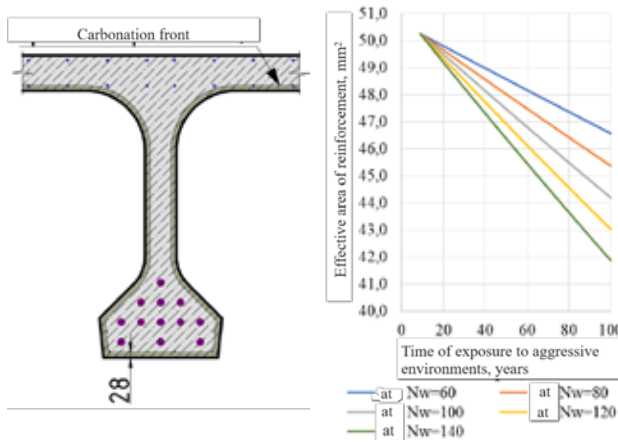 Carbonation front
28
Effective area of reinforcement, mm²
51,0
50,0
49,0
48,0
47,0
46,0
45,0
44,0
43,0
42,0
41,0
40,0
0 20 40 60 80 100
Time of exposure to aggressive
environments, years
at Nw=60
at Nw=80
at Nw=100
at Nw=120
at Nw=140